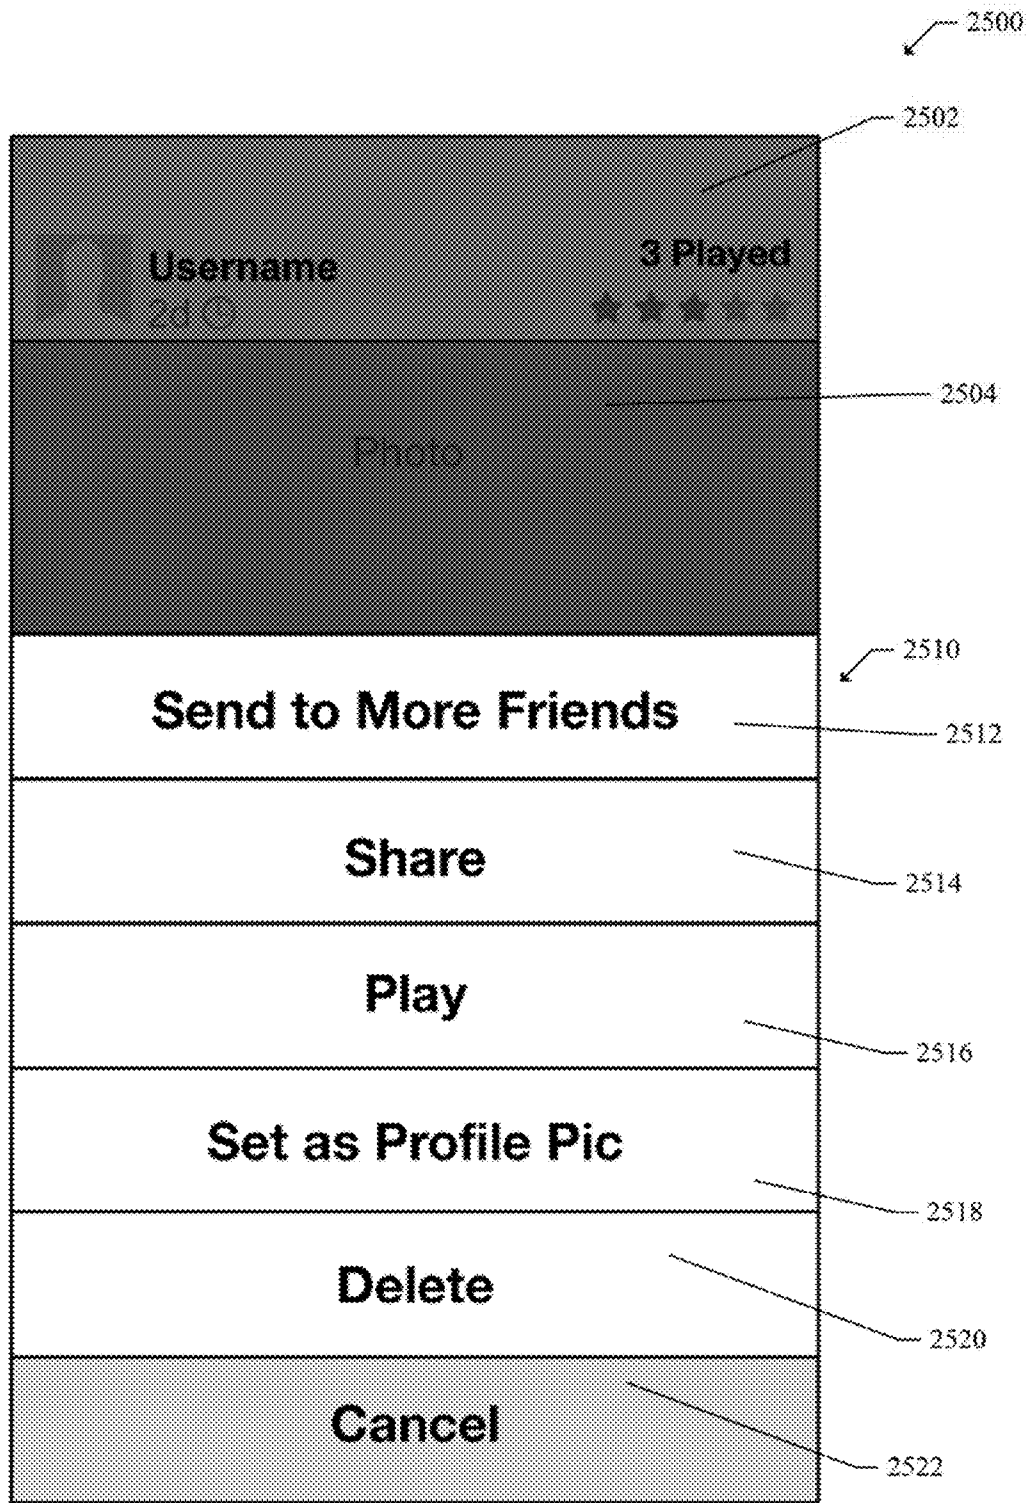 2500
2502
Username
3 Played
2d
2504
Photo
2510
Send to More Friends
2512
Share
2514
Play
2516
Set as Profile Pic
2518
Delete
2520
Cancel
2522